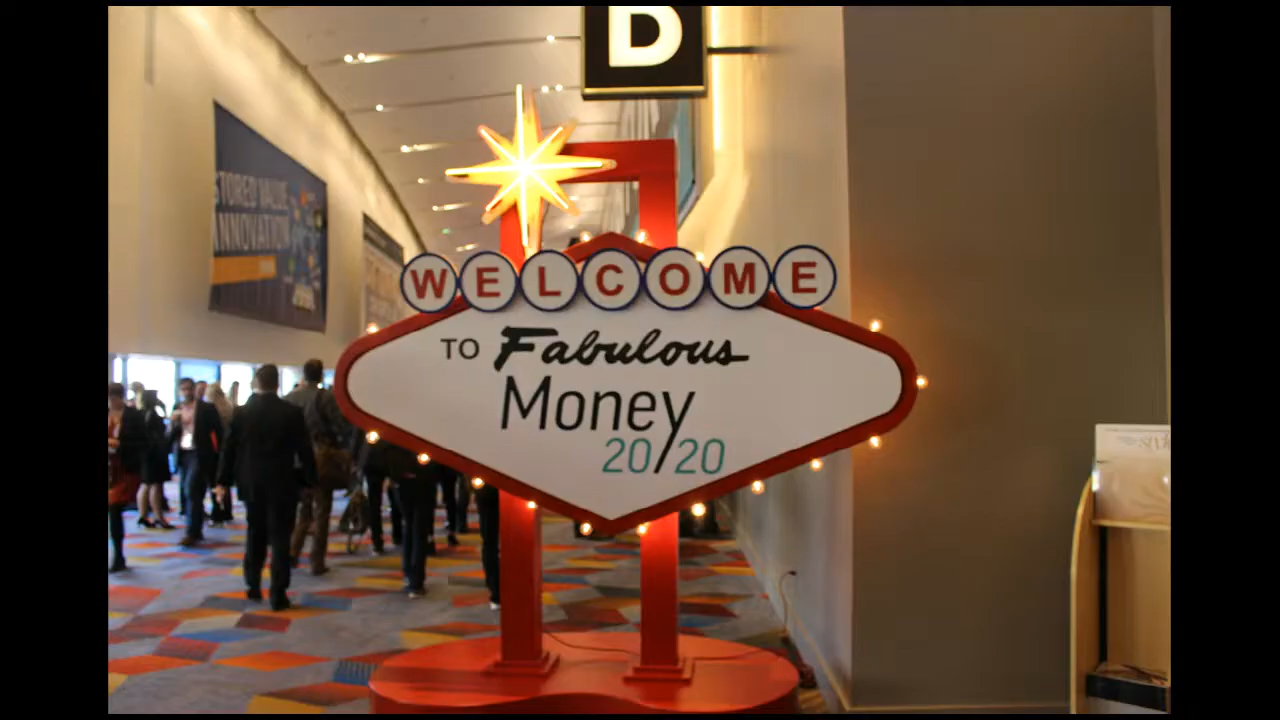 D
STORED VALUE
INNOVATION
WELCOME
TO Fabulous
Money
20/20